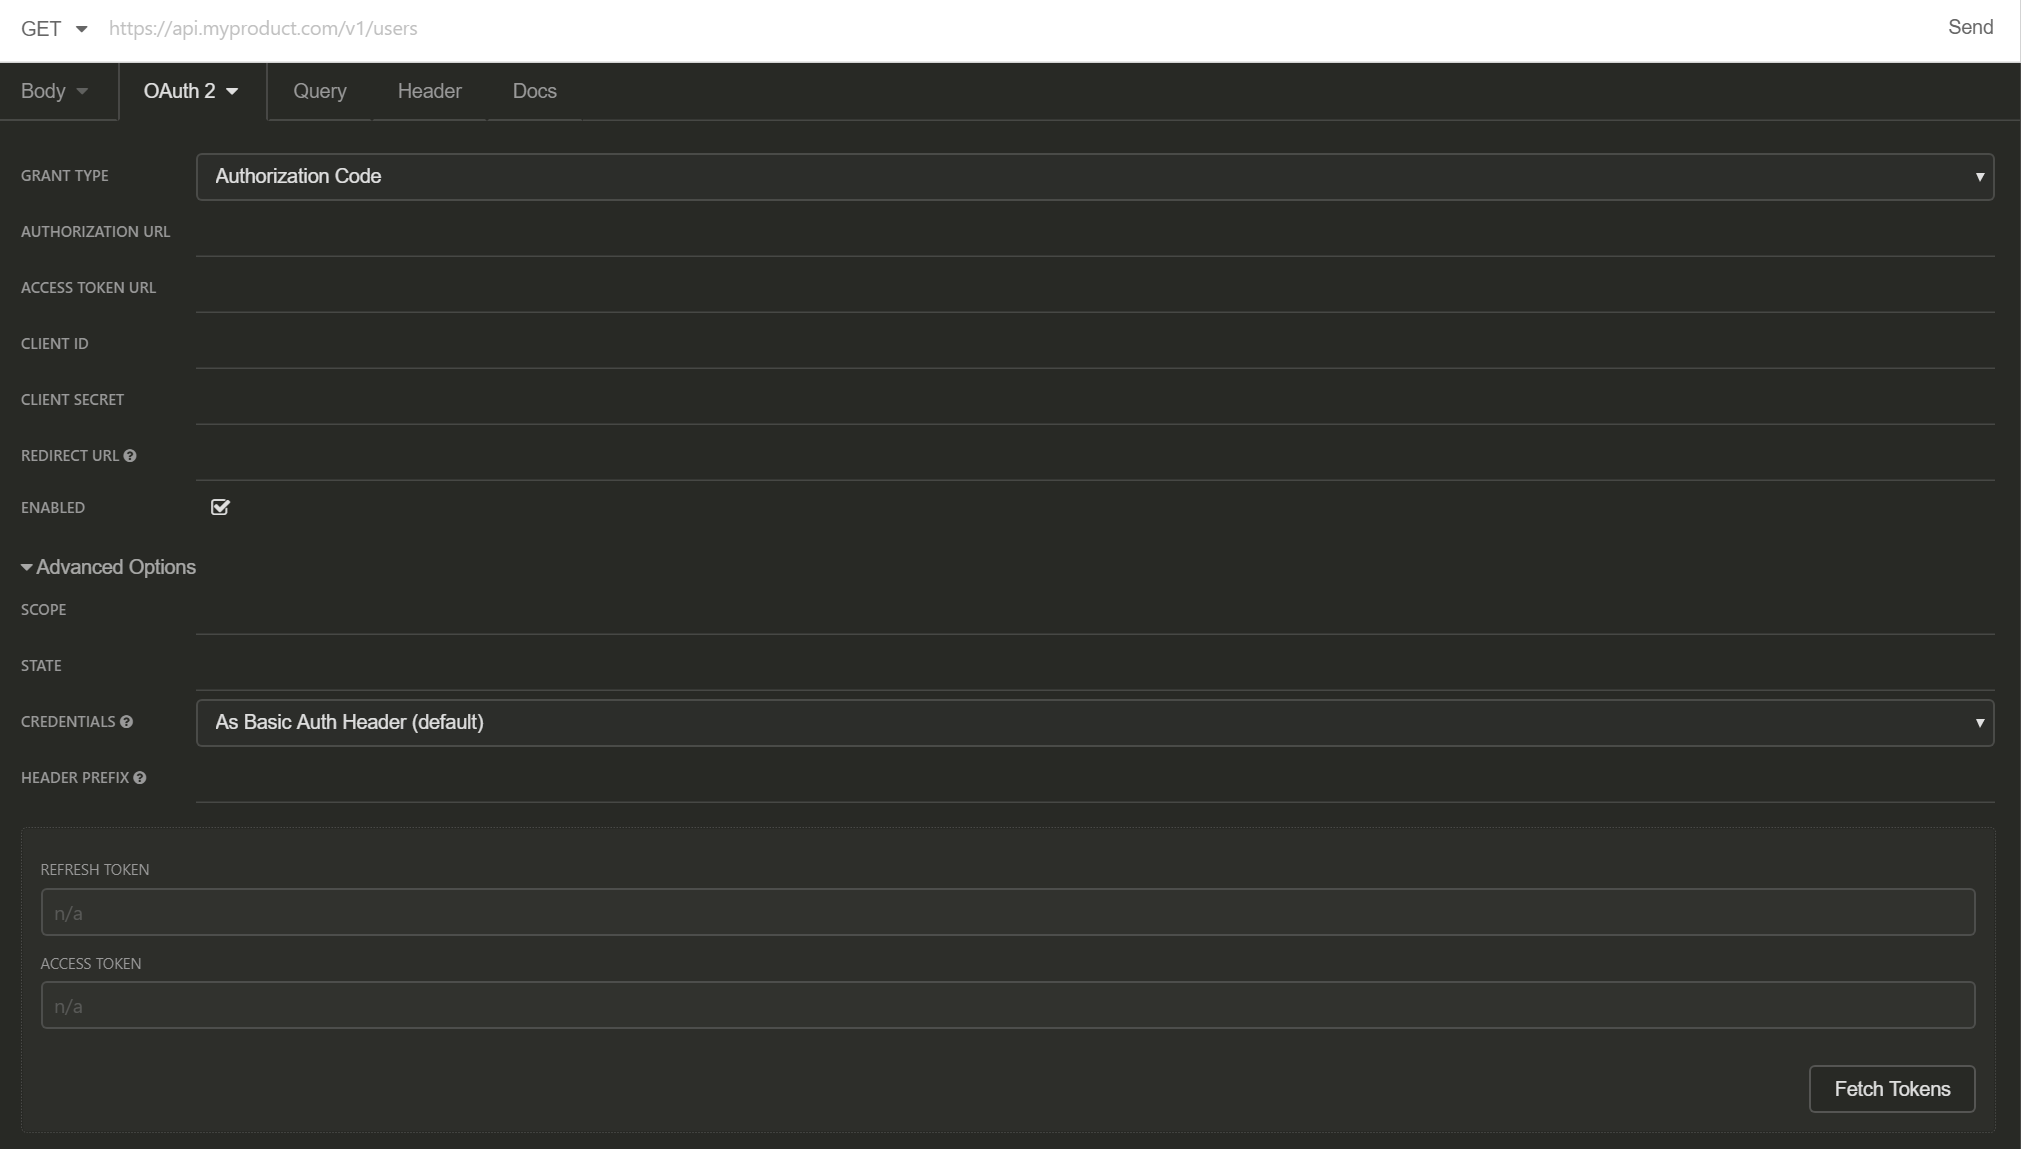 GET https://api.myproduct.com/v1/users Send
Body OAuth 2 Query Header Docs
GRANT TYPE Authorization Code
AUTHORIZATION URL
ACCESS TOKEN URL
CLIENT ID
CLIENT SECRET
REDIRECT URL
ENABLED
Advanced Options
SCOPE
STATE
CREDENTIALS As Basic Auth Header (default)
HEADER PREFIX
REFRESH TOKEN
n/a
ACCESS TOKEN
n/a
Fetch Tokens